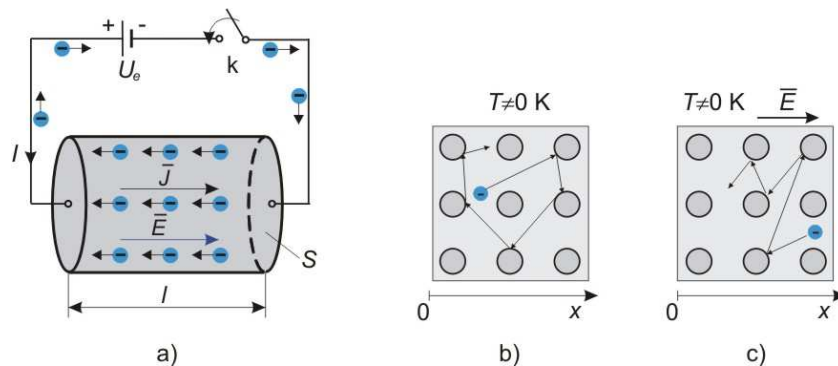 + -
U_e
k
I
J̅
E̅
S
l
a)
T≠0 K
0
x
b)
T≠0 K E̅
0
x
c)